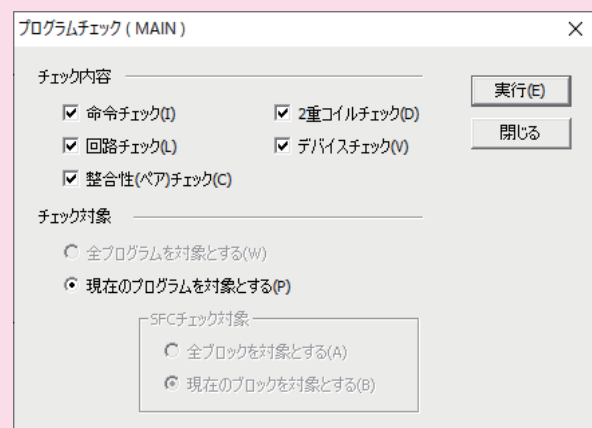 プログラムチェック ( MAIN )
チェック内容
実行(E)
命令チェック(I)
2重コイルチェック(D)
閉じる
回路チェック(L)
デバイスチェック(V)
整合性(ペア)チェック(C)
チェック対象
全プログラムを対象とする(W)
現在のプログラムを対象とする(P)
SFCチェック対象
全ブロックを対象とする(A)
現在のブロックを対象とする(B)